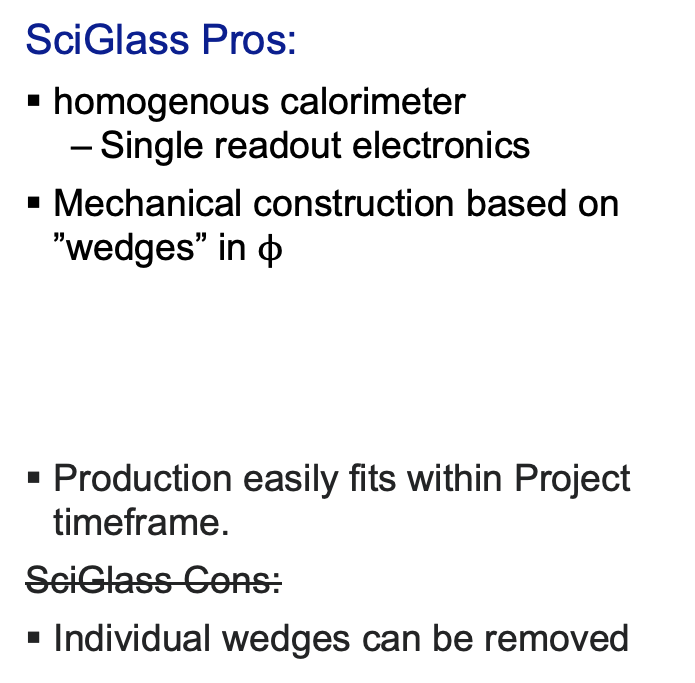 SciGlass Pros:
▪ homogenous calorimeter
– Single readout electronics
▪ Mechanical construction based on
”wedges” in ϕ
▪ Production easily fits within Project
timeframe.
SciGlass Cons:
▪ Individual wedges can be removed